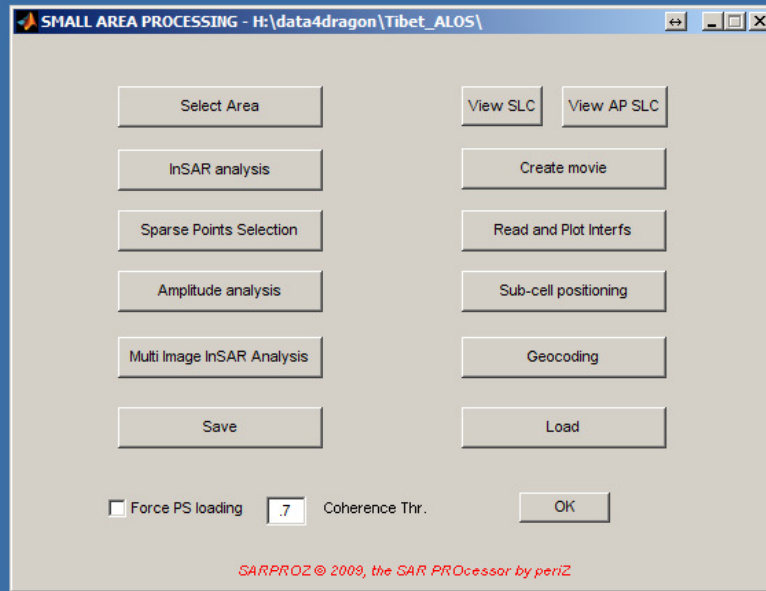 SMALL AREA PROCESSING - H:\data4dragon\Tibet_ALOS\
Select Area
View SLC
View AP SLC
InSAR analysis
Create movie
Sparse Points Selection
Read and Plot Interfs
Amplitude analysis
Sub-cell positioning
Multi Image InSAR Analysis
Geocoding
Save
Load
Force PS loading
.7
Coherence Thr.
OK
SARPROZ © 2009, the SAR PROcessor by periZ